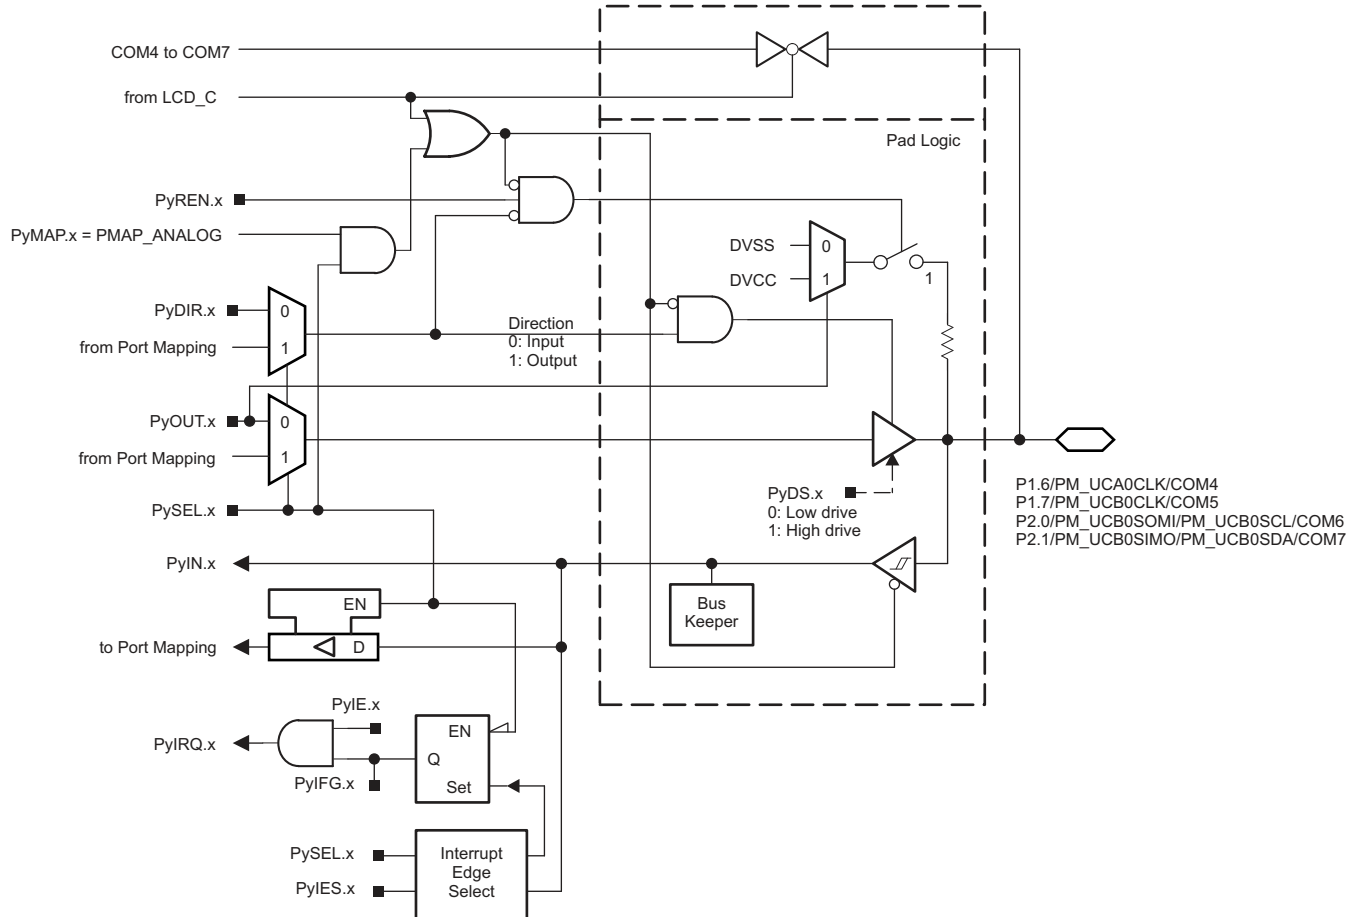 COM4 to COM7
from LCD_C
Pad Logic
PyREN.x
PyMAP.x = PMAP_ANALOG
DVSS
0
DVCC
1
1
PyDIR.x
0
Direction
0: Input
1: Output
from Port Mapping
1
PyOUT.x
0
from Port Mapping
1
PyDS.x
0: Low drive
1: High drive
P1.6/PM_UCA0CLK/COM4
P1.7/PM_UCB0CLK/COM5
P2.0/PM_UCB0SOMI/PM_UCB0SCL/COM6
P2.1/PM_UCB0SIMO/PM_UCB0SDA/COM7
PySEL.x
PyIN.x
EN
Bus
Keeper
to Port Mapping
D
PyIE.x
EN
PyIRQ.x
Q
PyIFG.x
Set
PySEL.x
Interrupt
Edge
Select
PyIES.x